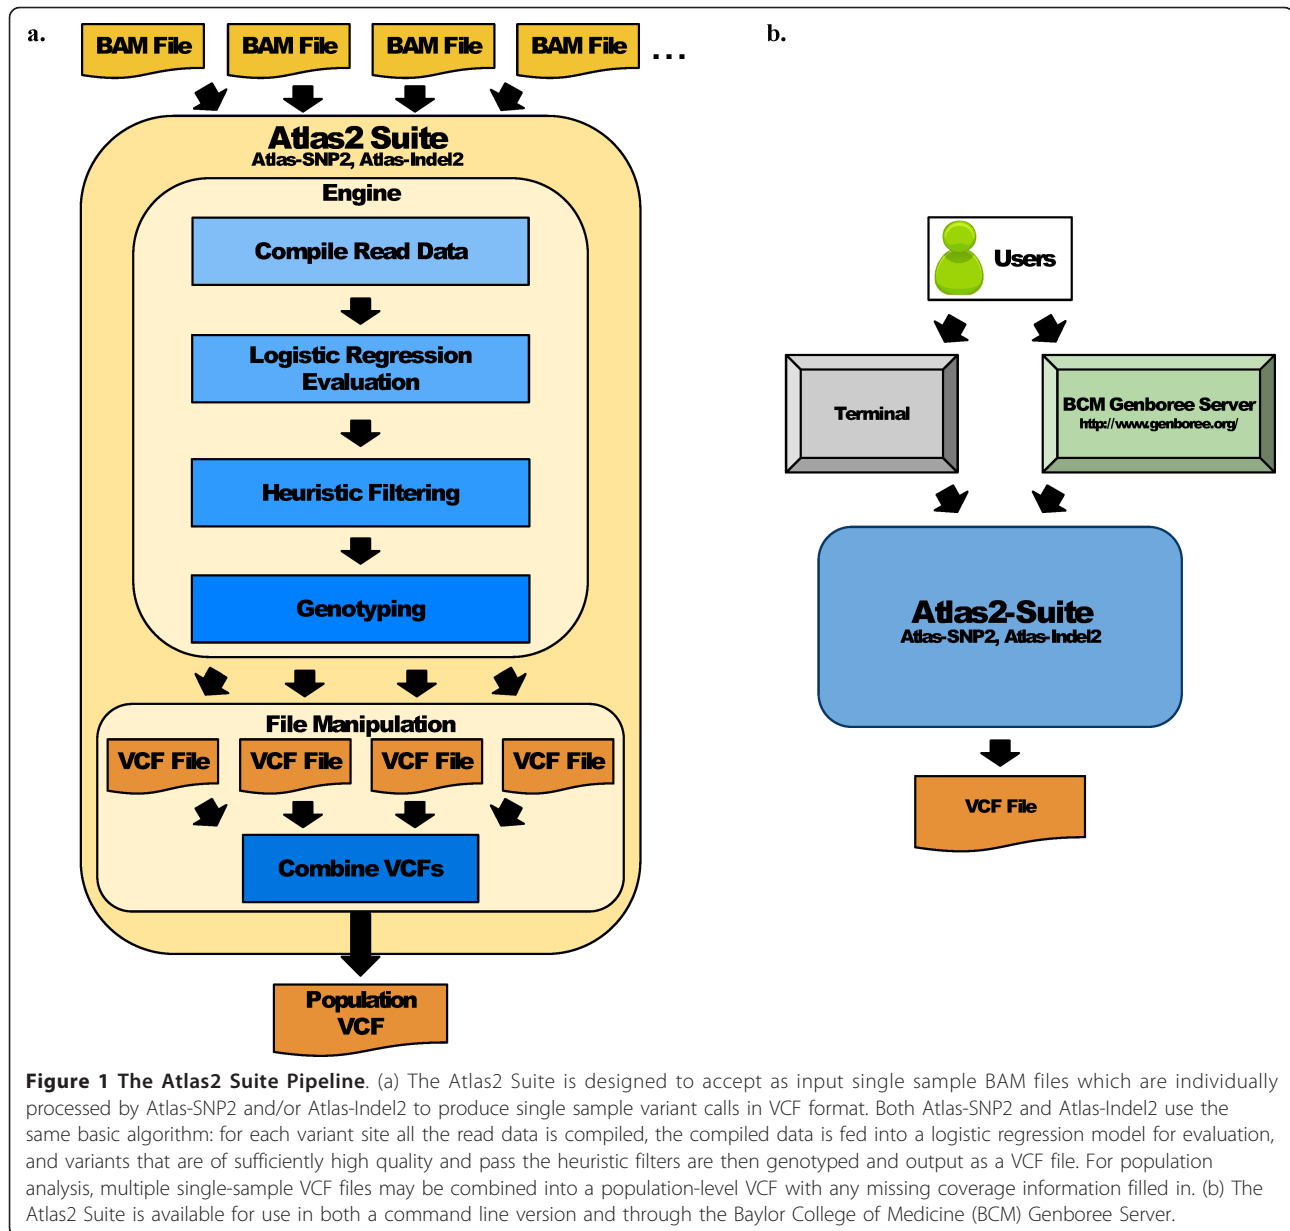 a.
BAM File BAM File BAM File BAM File ...
Atlas2 Suite
Atlas-SNP2, Atlas-Indel2
Engine
Compile Read Data
Logistic Regression
Evaluation
Heuristic Filtering
Genotyping
File Manipulation
VCF File VCF File VCF File VCF File
Combine VCFs
Population
VCF
b.
Users
Terminal
BCM Genboree Server
http://www.genboree.org/
Atlas2-Suite
Atlas-SNP2, Atlas-Indel2
VCF File
Figure 1 The Atlas2 Suite Pipeline. (a) The Atlas2 Suite is designed to accept as input single sample BAM files which are individually
processed by Atlas-SNP2 and/or Atlas-Indel2 to produce single sample variant calls in VCF format. Both Atlas-SNP2 and Atlas-Indel2 use the
same basic algorithm: for each variant site all the read data is compiled, the compiled data is fed into a logistic regression model for evaluation,
and variants that are of sufficiently high quality and pass the heuristic filters are then genotyped and output as a VCF file. For population
analysis, multiple single-sample VCF files may be combined into a population-level VCF with any missing coverage information filled in. (b) The
Atlas2 Suite is available for use in both a command line version and through the Baylor College of Medicine (BCM) Genboree Server.